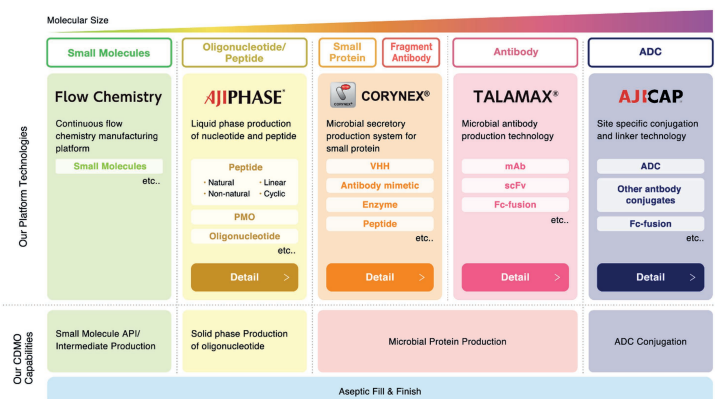 Molecular Size
Small Molecules
Oligonucleotide/
Peptide
Small
Protein
Fragment
Antibody
Antibody
ADC
Our Platform Technologies
Flow Chemistry
Continuous flow
chemistry manufacturing
platform
Small Molecules
etc..
AJIPHASE®
Liquid phase production
of nucleotide and peptide
Peptide
・Natural ・Linear
・Non-natural ・Cyclic
PMO
Oligonucleotide
etc..
Detail >
CORYNEX®
CORYNEX®
Microbial secretory
production system for
small protein
VHH
Antibody mimetic
Enzyme
Peptide
etc..
Detail >
TALAMAX®
Microbial antibody
production technology
mAb
scFv
Fc-fusion
etc..
Detail >
AJICAP
Site specific conjugation
and linker technology
ADC
Other antibody
conjugates
Fc-fusion
etc..
Detail >
Our CDMO
Capabilities
Small Molecule API/
Intermediate Production
Solid phase Production
of oligonucleotide
Microbial Protein Production
ADC Conjugation
Aseptic Fill & Finish